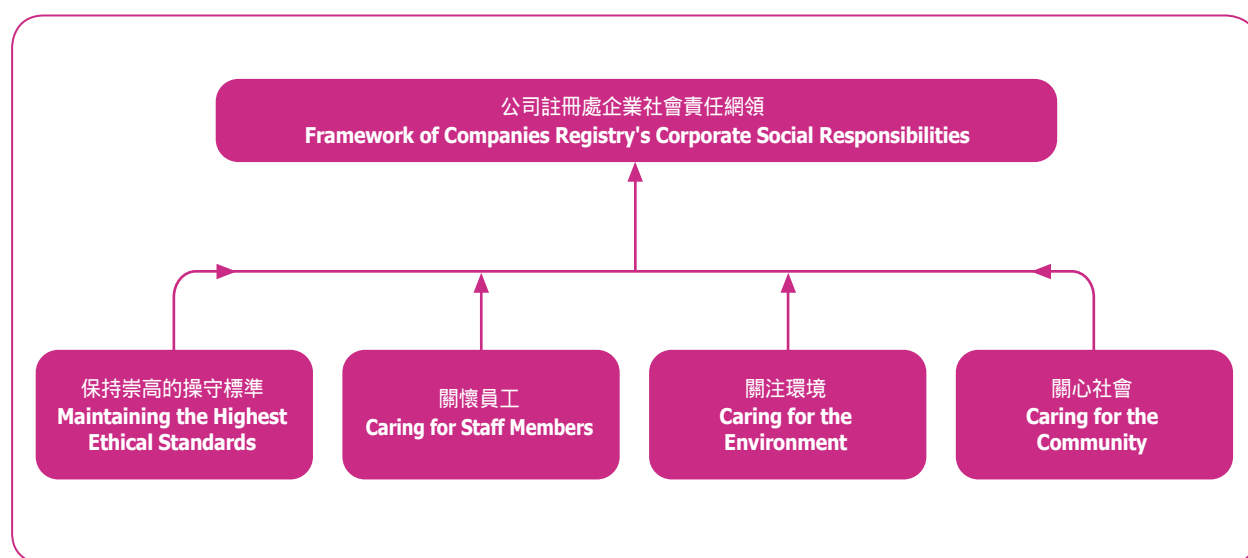 公司註冊處企業社會責任網領
Framework of Companies Registry's Corporate Social Responsibilities
保持崇高的操守標準
Maintaining the Highest
Ethical Standards
關懷員工
Caring for Staff Members
關注環境
Caring for the
Environment
關心社會
Caring for the
Community